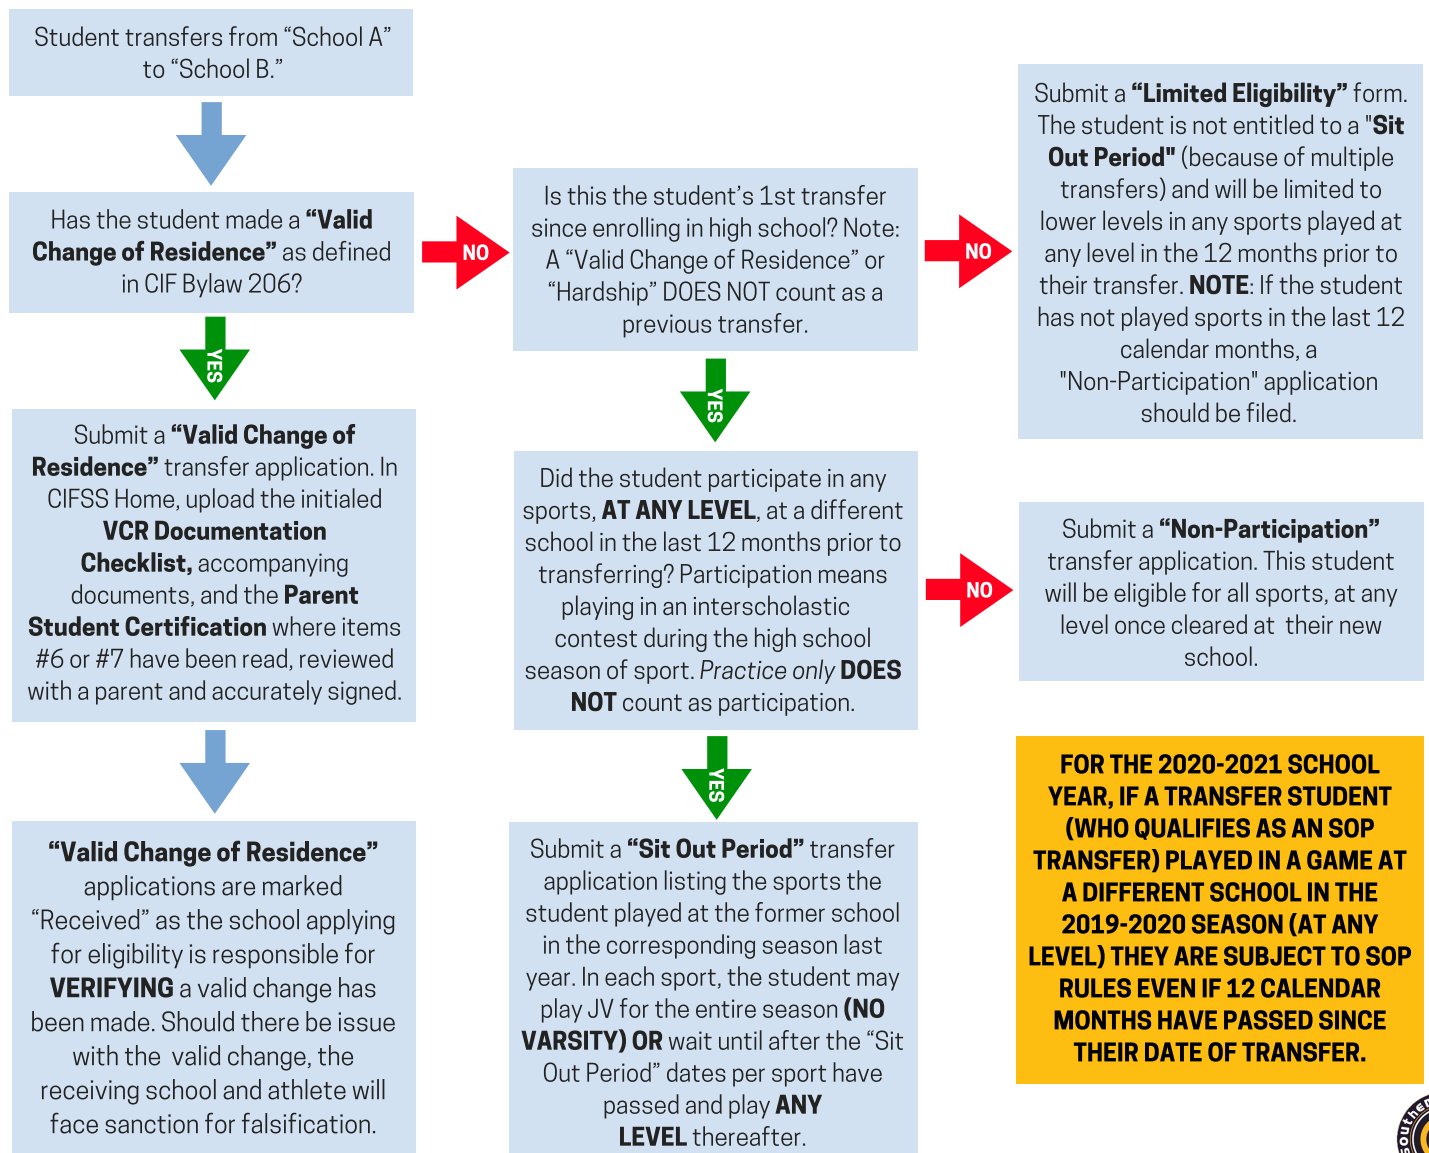 Student transfers from “School A”
to “School B.”
Has the student made a “Valid
Change of Residence” as defined
in CIF Bylaw 206?
NO
YES
Submit a “Valid Change of
Residence” transfer application. In
CIFSS Home, upload the initialed
VCR Documentation
Checklist, accompanying
documents, and the Parent
Student Certification where items
#6 or #7 have been read, reviewed
with a parent and accurately signed.
“Valid Change of Residence”
applications are marked
“Received” as the school applying
for eligibility is responsible for
VERIFYING a valid change has
been made. Should there be issue
with the valid change, the
receiving school and athlete will
face sanction for falsification.
Is this the student’s 1st transfer
since enrolling in high school? Note:
A “Valid Change of Residence” or
“Hardship” DOES NOT count as a
previous transfer.
NO
YES
Did the student participate in any
sports, AT ANY LEVEL, at a different
school in the last 12 months prior to
transferring? Participation means
playing in an interscholastic
contest during the high school
season of sport. Practice only DOES
NOT count as participation.
NO
YES
Submit a “Sit Out Period” transfer
application listing the sports the
student played at the former school
in the corresponding season last
year. In each sport, the student may
play JV for the entire season (NO
VARSITY) OR wait until after the “Sit
Out Period” dates per sport have
passed and play ANY
LEVEL thereafter.
Submit a “Limited Eligibility” form.
The student is not entitled to a "Sit
Out Period" (because of multiple
transfers) and will be limited to
lower levels in any sports played at
any level in the 12 months prior to
their transfer. NOTE: If the student
has not played sports in the last 12
calendar months, a
"Non-Participation" application
should be filed.
Submit a “Non-Participation”
transfer application. This student
will be eligible for all sports, at any
level once cleared at their new
school.
FOR THE 2020-2021 SCHOOL
YEAR, IF A TRANSFER STUDENT
(WHO QUALIFIES AS AN SOP
TRANSFER) PLAYED IN A GAME AT
A DIFFERENT SCHOOL IN THE
2019-2020 SEASON (AT ANY
LEVEL) THEY ARE SUBJECT TO SOP
RULES EVEN IF 12 CALENDAR
MONTHS HAVE PASSED SINCE
THEIR DATE OF TRANSFER.